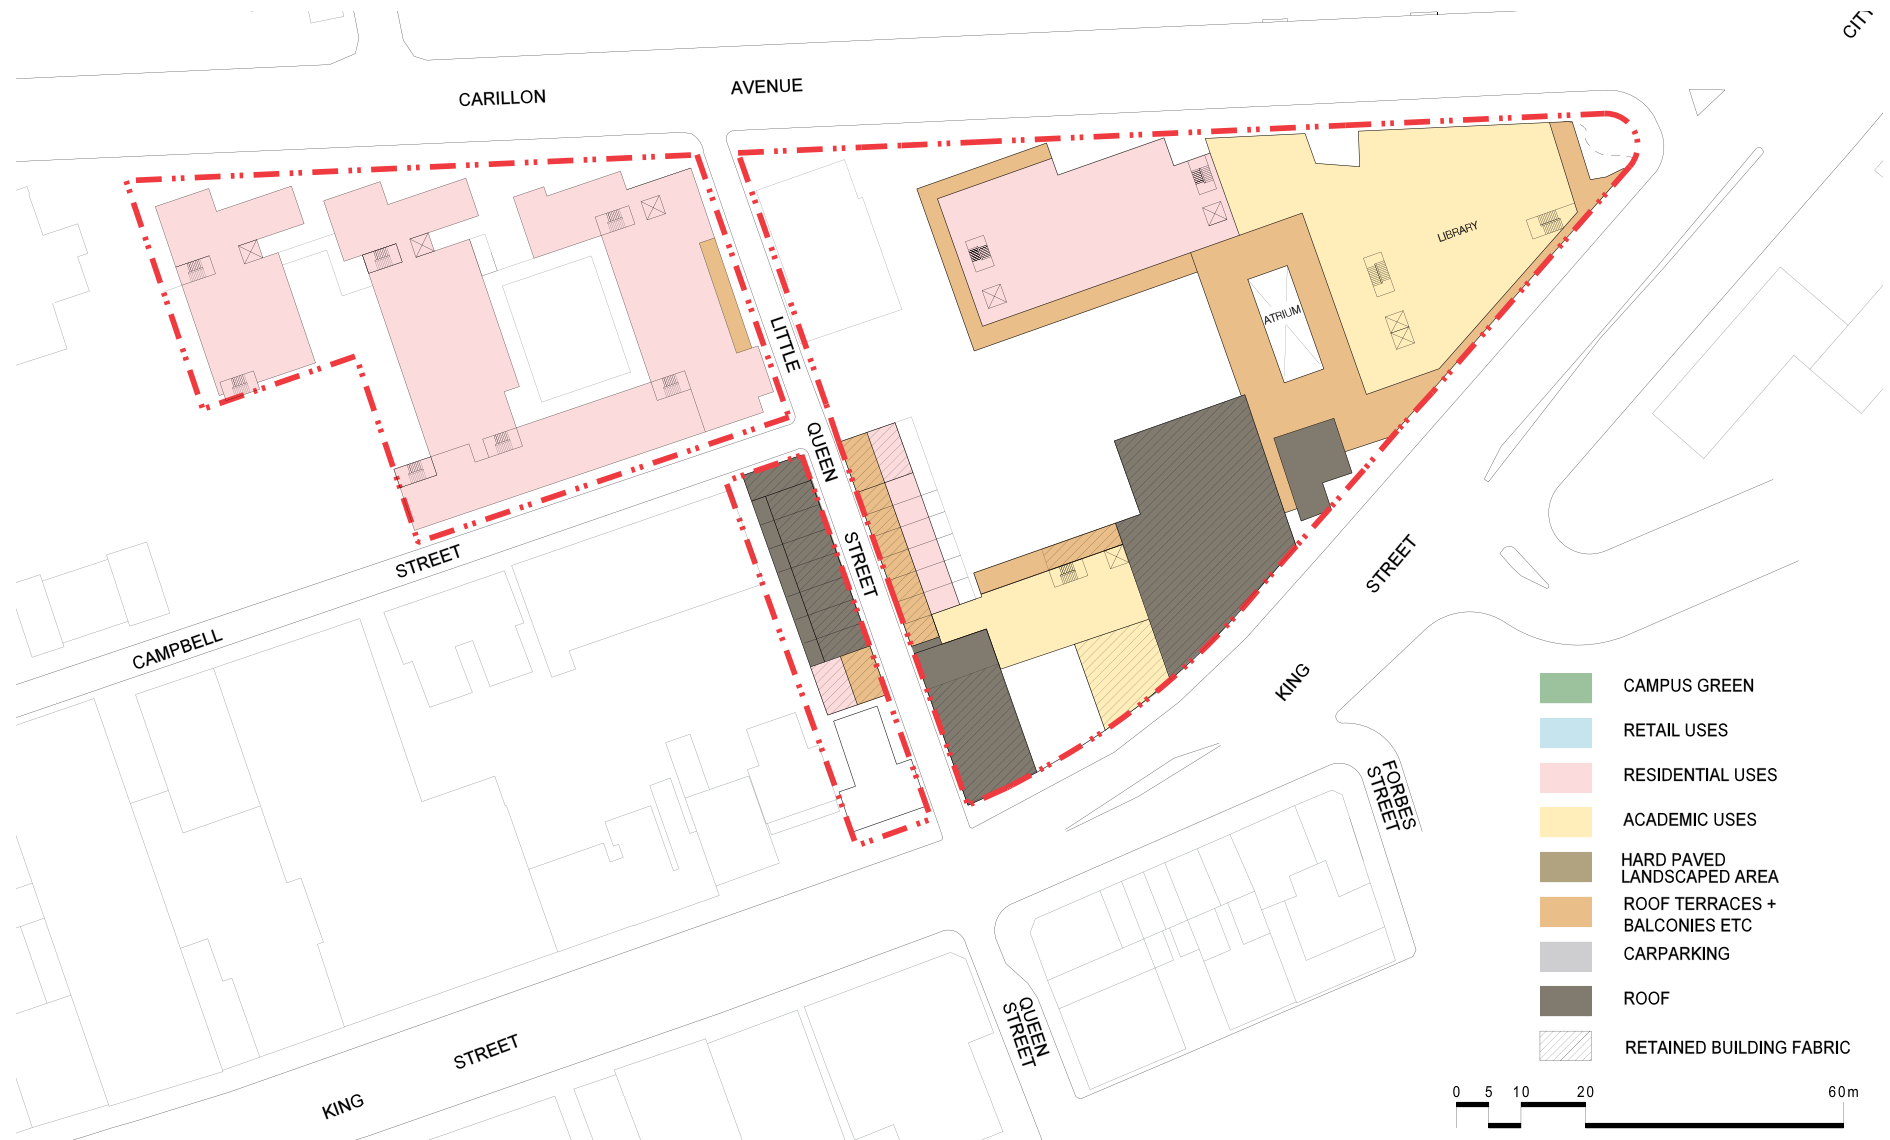 CITY
CARILLON
AVENUE
LIBRARY
ATRIUM
LITTLE
QUEEN
STREET
STREET
CAMPBELL
STREET
KING
FORBES
STREET
CAMPUS GREEN
RETAIL USES
RESIDENTIAL USES
ACADEMIC USES
HARD PAVED
LANDSCAPED AREA
ROOF TERRACES +
BALCONIES ETC
CARPARKING
ROOF
RETAINED BUILDING FABRIC
QUEEN
STREET
STREET
KING
0 5 10 20 60m